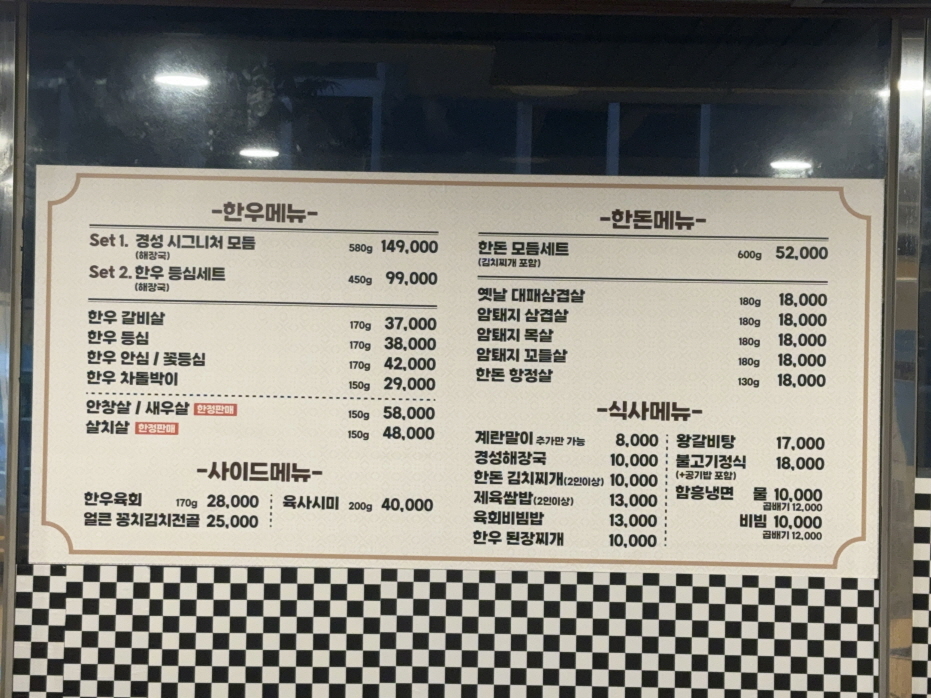 -한우메뉴-
Set 1. 경성 시그니처 모듬 580g 149,000
(해장국)
Set 2. 한우 등심세트 450g 99,000
(해장국)
한우 갈비살 170g 37,000
한우 등심 170g 38,000
한우 안심 / 꽃등심 170g 42,000
한우 차돌박이 150g 29,000
안창살 / 새우살 한정판매 150g 58,000
살치살 한정판매 150g 48,000
-사이드메뉴-
한우육회 170g 28,000
얼큰 꽁치김치전골 25,000
육사시미 200g 40,000
-한돈메뉴-
한돈 모듬세트 600g 52,000
(김치찌개 포함)
옛날 대패삼겹살 180g 18,000
암퇘지 삼겹살 180g 18,000
암퇘지 목살 180g 18,000
암퇘지 꼬들살 180g 18,000
한돈 항정살 130g 18,000
-식사메뉴-
계란말이 추가만 가능 8,000
경성해장국 10,000
한돈 김치찌개(2인이상) 10,000
제육쌈밥(2인이상) 13,000
육회비빔밥 13,000
한우 된장찌개 10,000
왕갈비탕 17,000
불고기정식 18,000
(+공기밥 포함)
함흥냉면 물 10,000
곱배기 12,000
비빔 10,000
곱배기 12,000